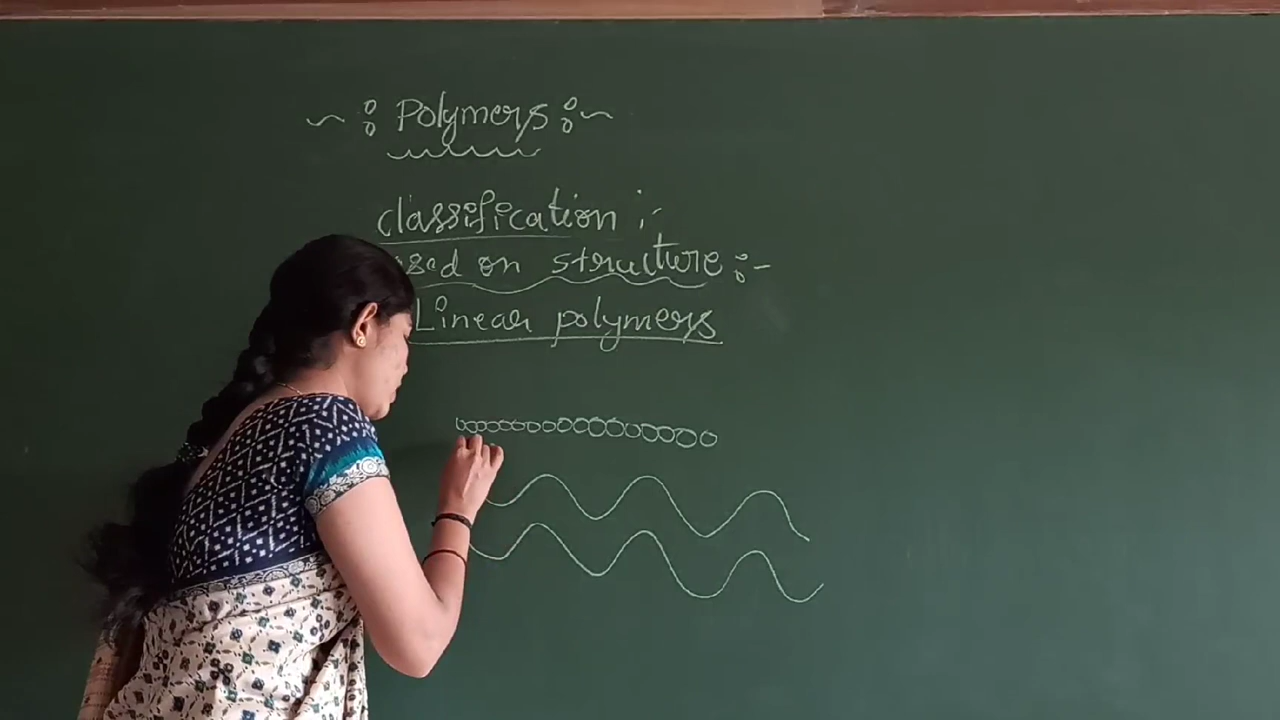 ~ : Polymers : ~
classification :-
sed on structure :-
Linear polymers